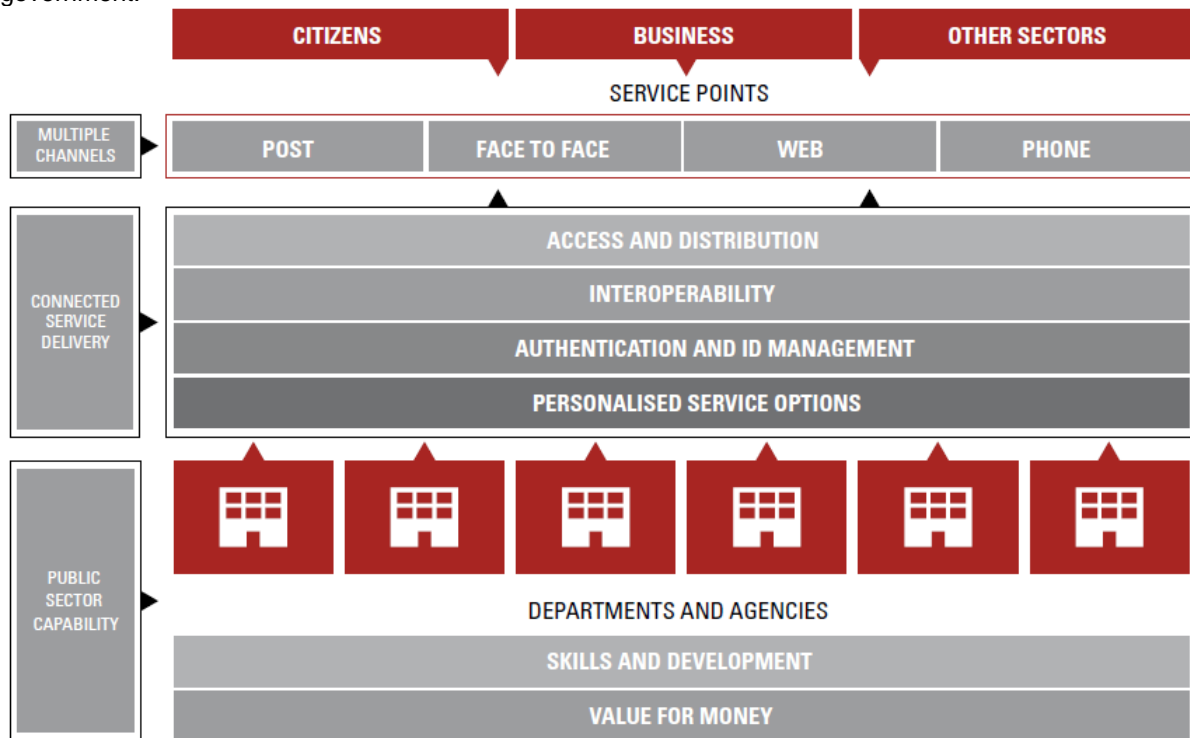 government.
CITIZENS
BUSINESS
OTHER SECTORS
SERVICE POINTS
MULTIPLE
CHANNELS
POST
FACE TO FACE
WEB
PHONE
CONNECTED
SERVICE
DELIVERY
ACCESS AND DISTRIBUTION
INTEROPERABILITY
AUTHENTICATION AND ID MANAGEMENT
PERSONALISED SERVICE OPTIONS
PUBLIC
SECTOR
CAPABILITY
DEPARTMENTS AND AGENCIES
SKILLS AND DEVELOPMENT
VALUE FOR MONEY